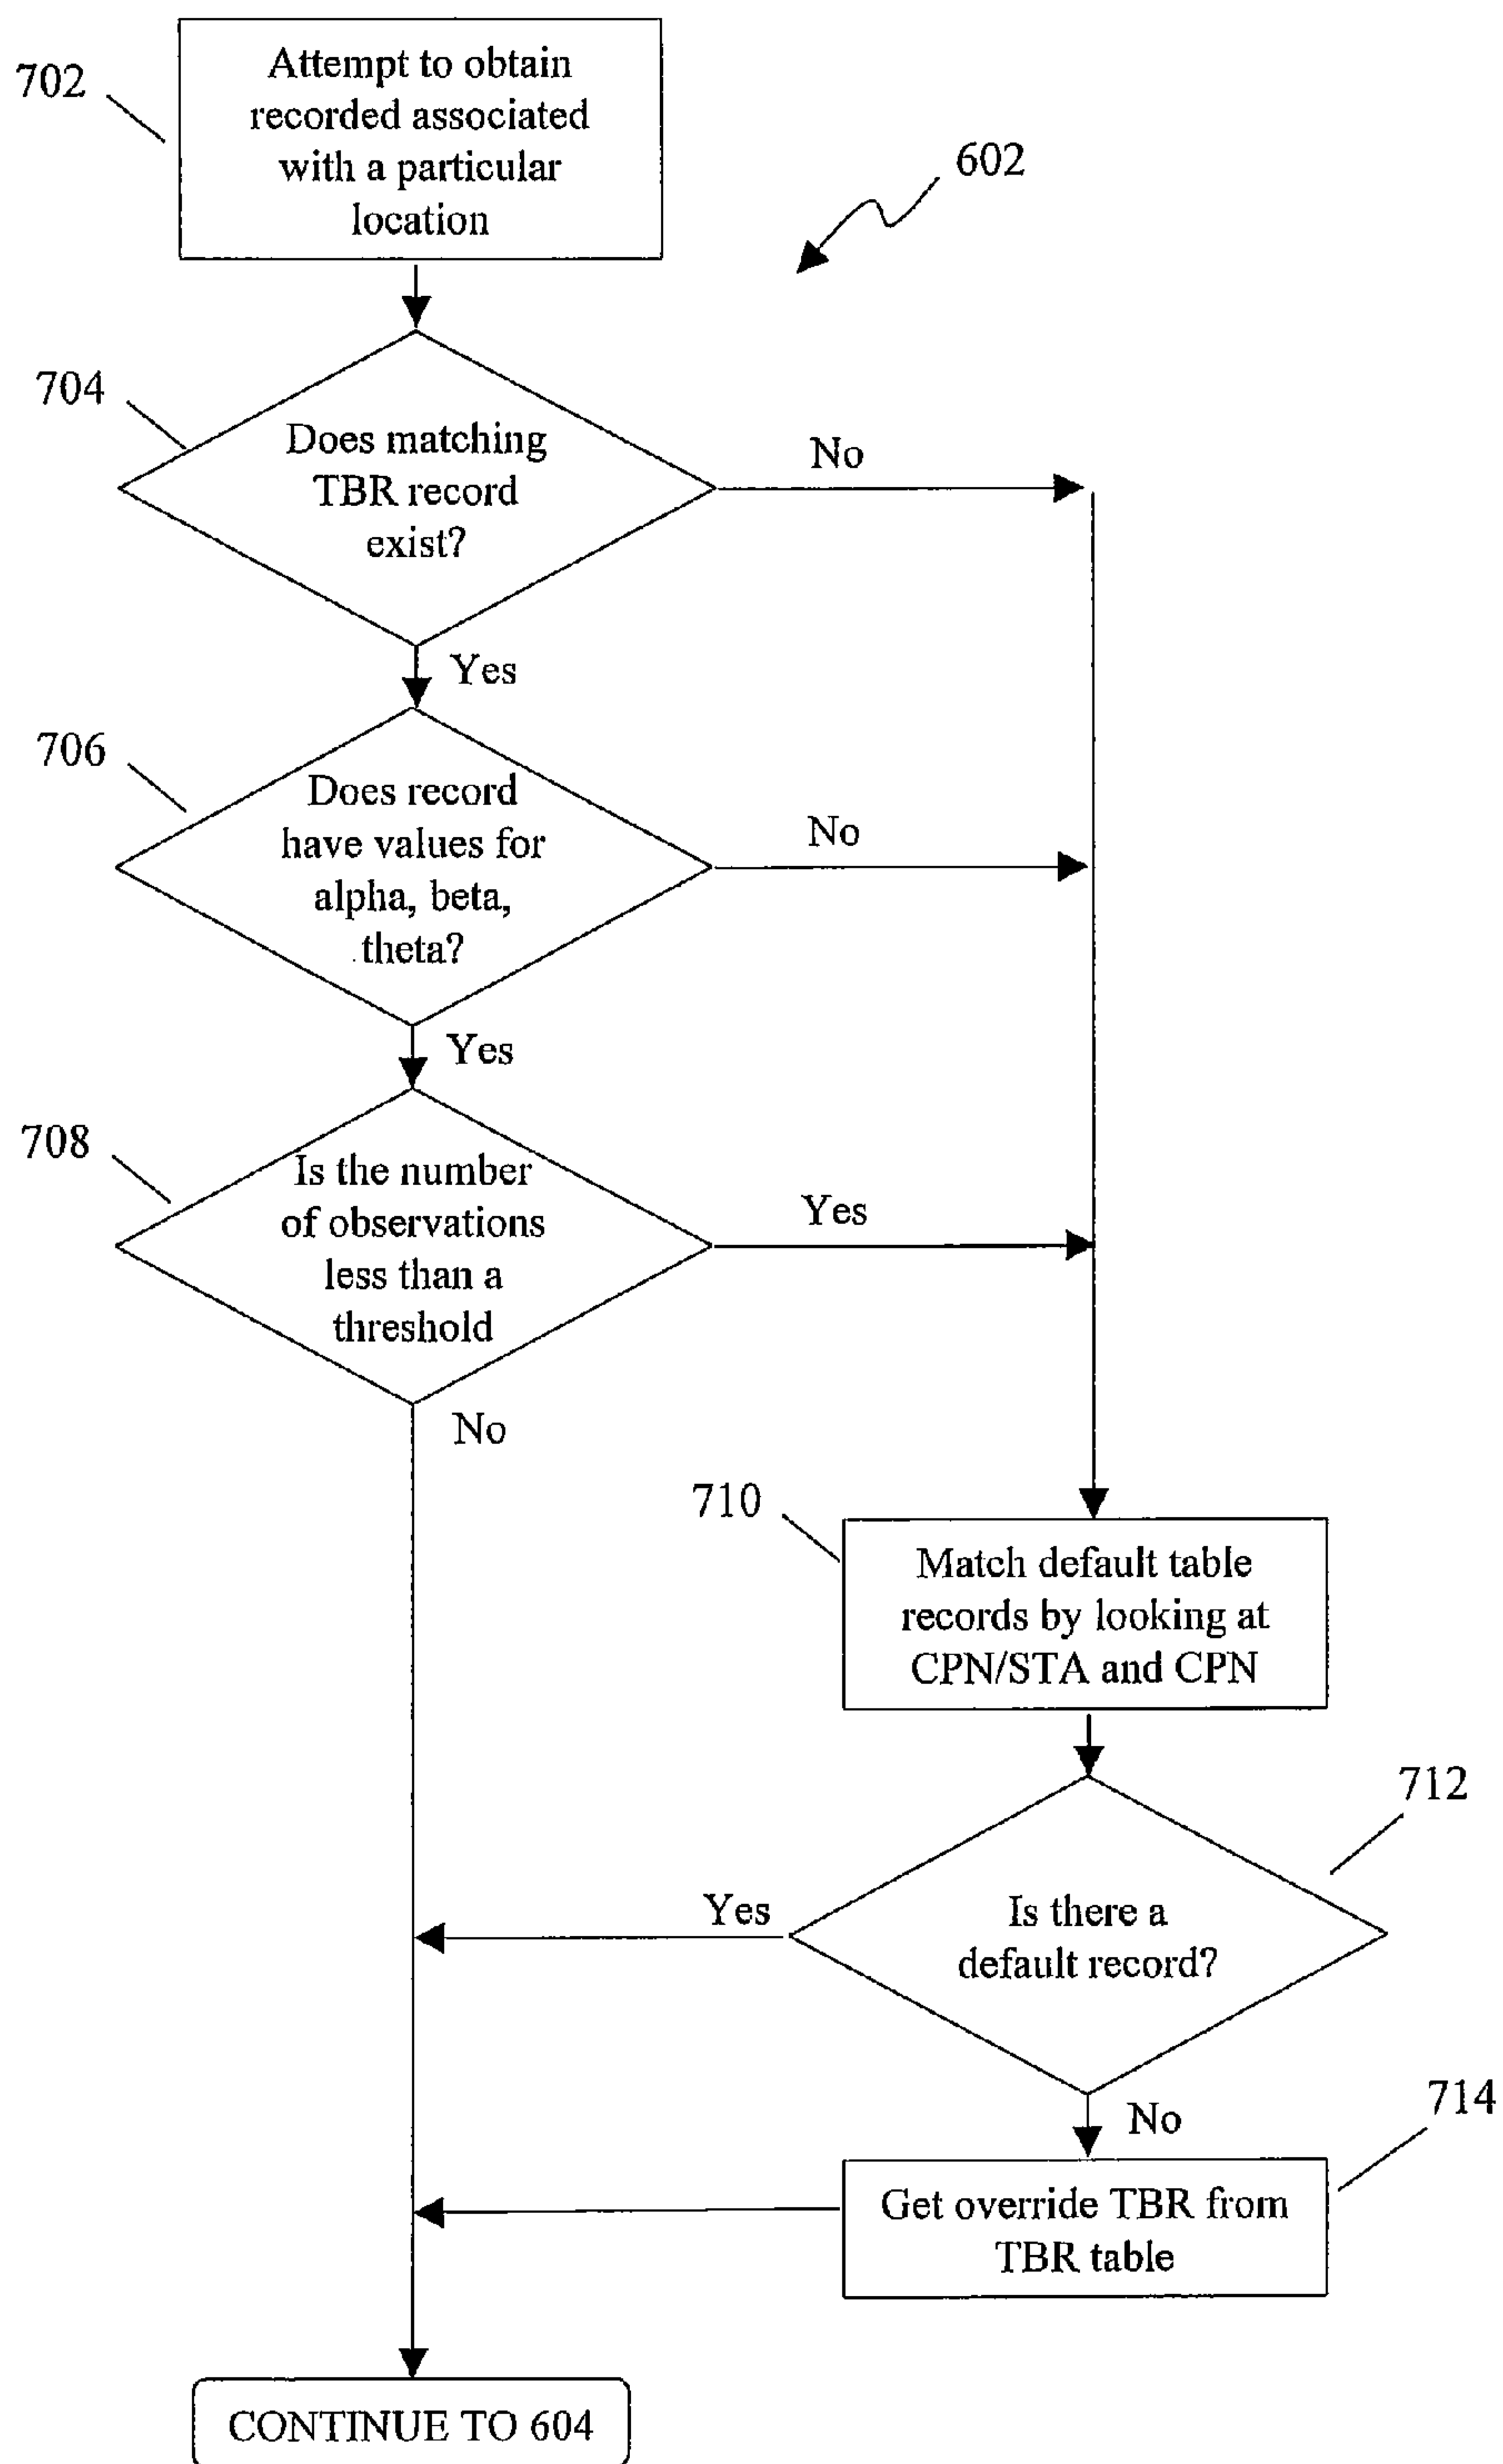 702
Attempt to obtain
recorded associated
with a particular
location
602
704
Does matching
TBR record
exist?
No
Yes
706
Does record
have values for
alpha, beta,
theta?
No
Yes
708
Is the number
of observations
less than a
threshold
Yes
No
710
Match default table
records by looking at
CPN/STA and CPN
712
Is there a
default record?
Yes
No
714
Get override TBR from
TBR table
CONTINUE TO 604